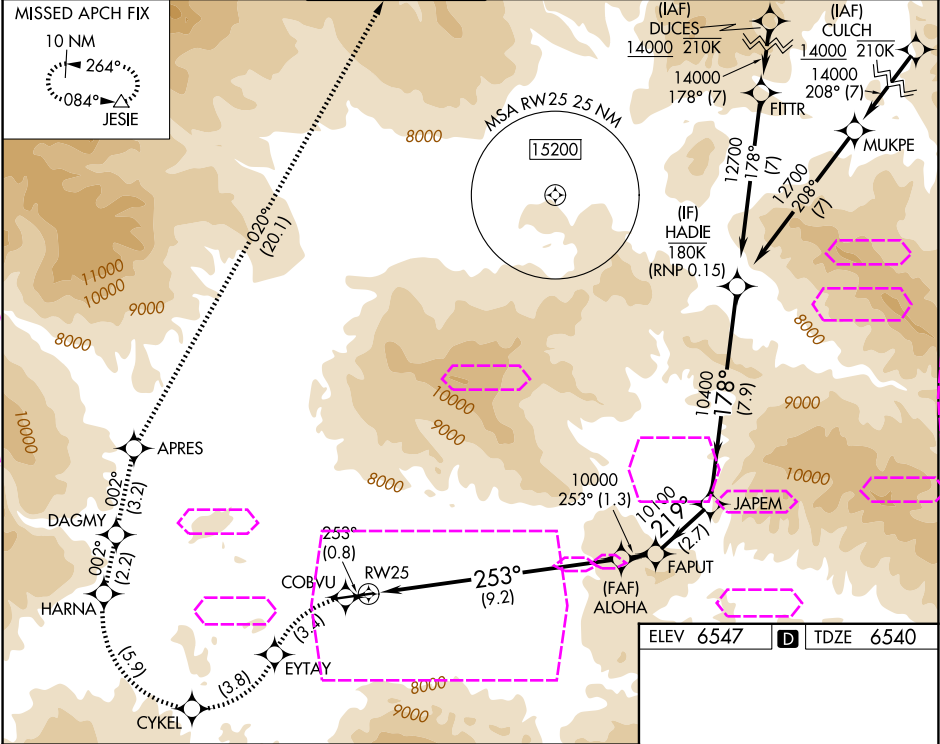 MISSED APCH FIX
10 NM
264°
084°
JESIE
020°
(20.1)
8000
MSA RW25 25 NM
15200
(IAF)
DUCES
14000 210K
14000
178° (7)
FITTR
(IAF)
CULCH
14000 210K
14000
208° (7)
MUKPE
12700
178°
(7)
12700
208°
(7)
(IF)
HADIE
180K
(RNP 0.15)
11000
10000
9000
8000
8000
10000
9000
8000
10000
9000
10000
10400
178°
(7.9)
APRES
002°
(3.2)
DAGMY
002°
(2.2)
HARNA
(5.9)
CYKEL
(3.8)
EYTAY
(3.4)
COBVU
253°
(0.8)
RW25
253°
(9.2)
10000
253° (1.3)
10100
219°
(2.7)
JAPEM
FAPUT
(FAF)
ALOHA
8000
9000
ELEV 6547
D
TDZE 6540